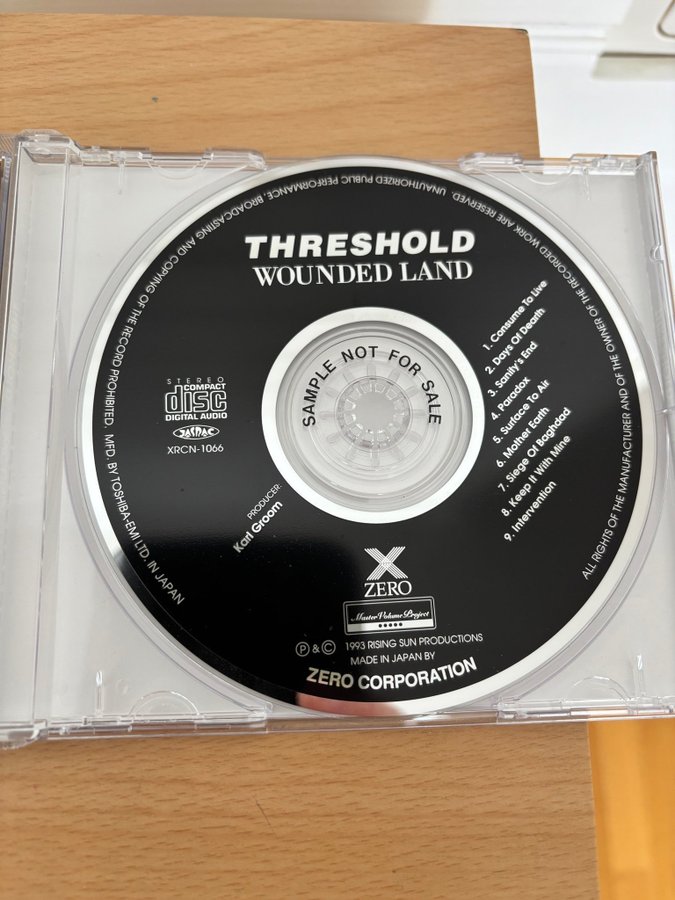 THRESHOLD
WOUNDED LAND
SAMPLE NOT FOR SALE
STEREO
COMPACT
disc
DIGITAL AUDIO
JASRAC
XRCN-1066
1. Consume To Live
2. Days Of Dearth
3. Sanity's End
4. Paradox
5. Surface To Air
6. Mother Earth
7. Siege Of Baghdad
8. Keep It With Mine
9. Intervention
PRODUCER:
Karl Groom
X
ZERO
Master Volume Project
Ⓟ & Ⓒ 1993 RISING SUN PRODUCTIONS
MADE IN JAPAN BY
ZERO CORPORATION
ALL RIGHTS OF THE MANUFACTURER AND OF THE OWNER OF THE RECORDED WORK ARE RESERVED. UNAUTHORIZED PUBLIC PERFORMANCE, BROADCASTING AND COPYING OF THE RECORD PROHIBITED. MFD. BY TOSHIBA-EMI LTD. IN JAPAN